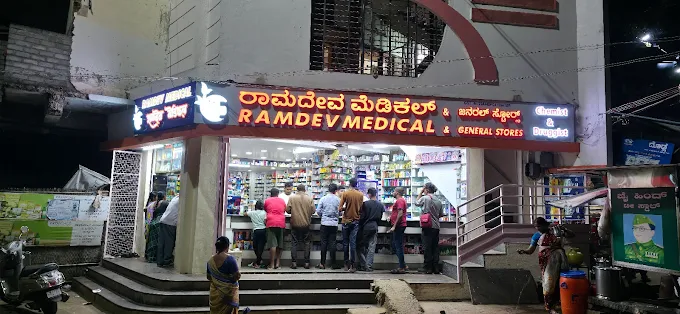 RAMDEV MEDICAL
ರಾಮದೇವ ಮೆಡಿಕಲ್ & ಜನರಲ್ ಸ್ಟೋರ್ಸ್
RAMDEV MEDICAL & GENERAL STORES
Chemist
&
Druggist
ಜೈ ಹಿಂದ್
ಟೀ ಸ್ಟಾಲ್